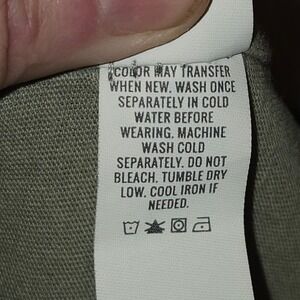 COLOR MAY TRANSFER
WHEN NEW. WASH ONCE
SEPARATELY IN COLD
WATER BEFORE
WEARING. MACHINE
WASH COLD
SEPARATELY. DO NOT
BLEACH. TUMBLE DRY
LOW. COOL IRON IF
NEEDED.